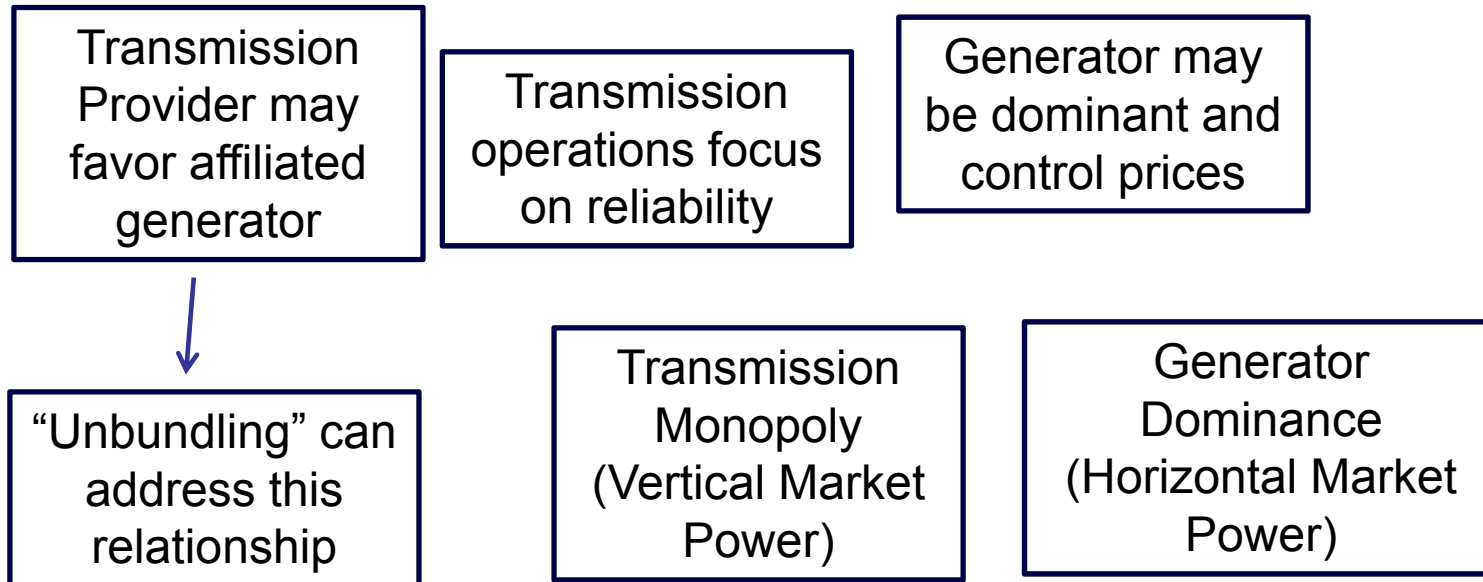 Transmission
Provider may
favor affiliated
generator
Transmission
operations focus
on reliability
Generator may
be dominant and
control prices
“Unbundling” can
address this
relationship
Transmission
Monopoly
(Vertical Market
Power)
Generator
Dominance
(Horizontal Market
Power)